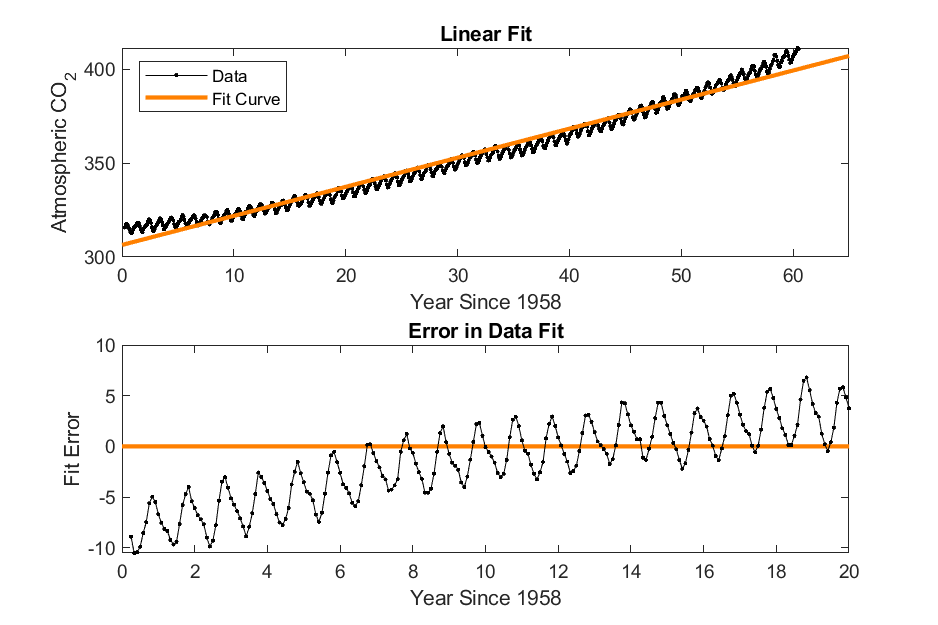 Linear Fit
Atmospheric CO2
400
350
300
Data
Fit Curve
0 10 20 30 40 50 60
Year Since 1958
Error in Data Fit
Fit Error
10
5
0
-5
-10
0 2 4 6 8 10 12 14 16 18 20
Year Since 1958